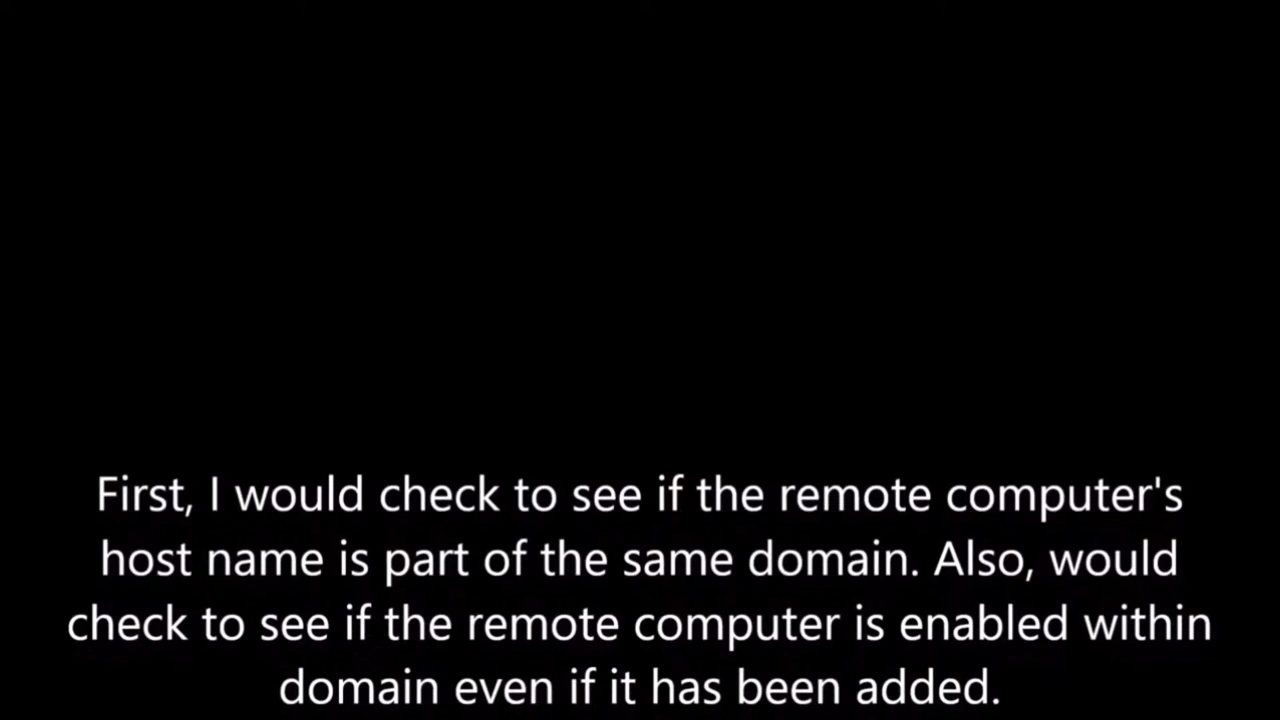 First, I would check to see if the remote computer's
host name is part of the same domain. Also, would
check to see if the remote computer is enabled within
domain even if it has been added.